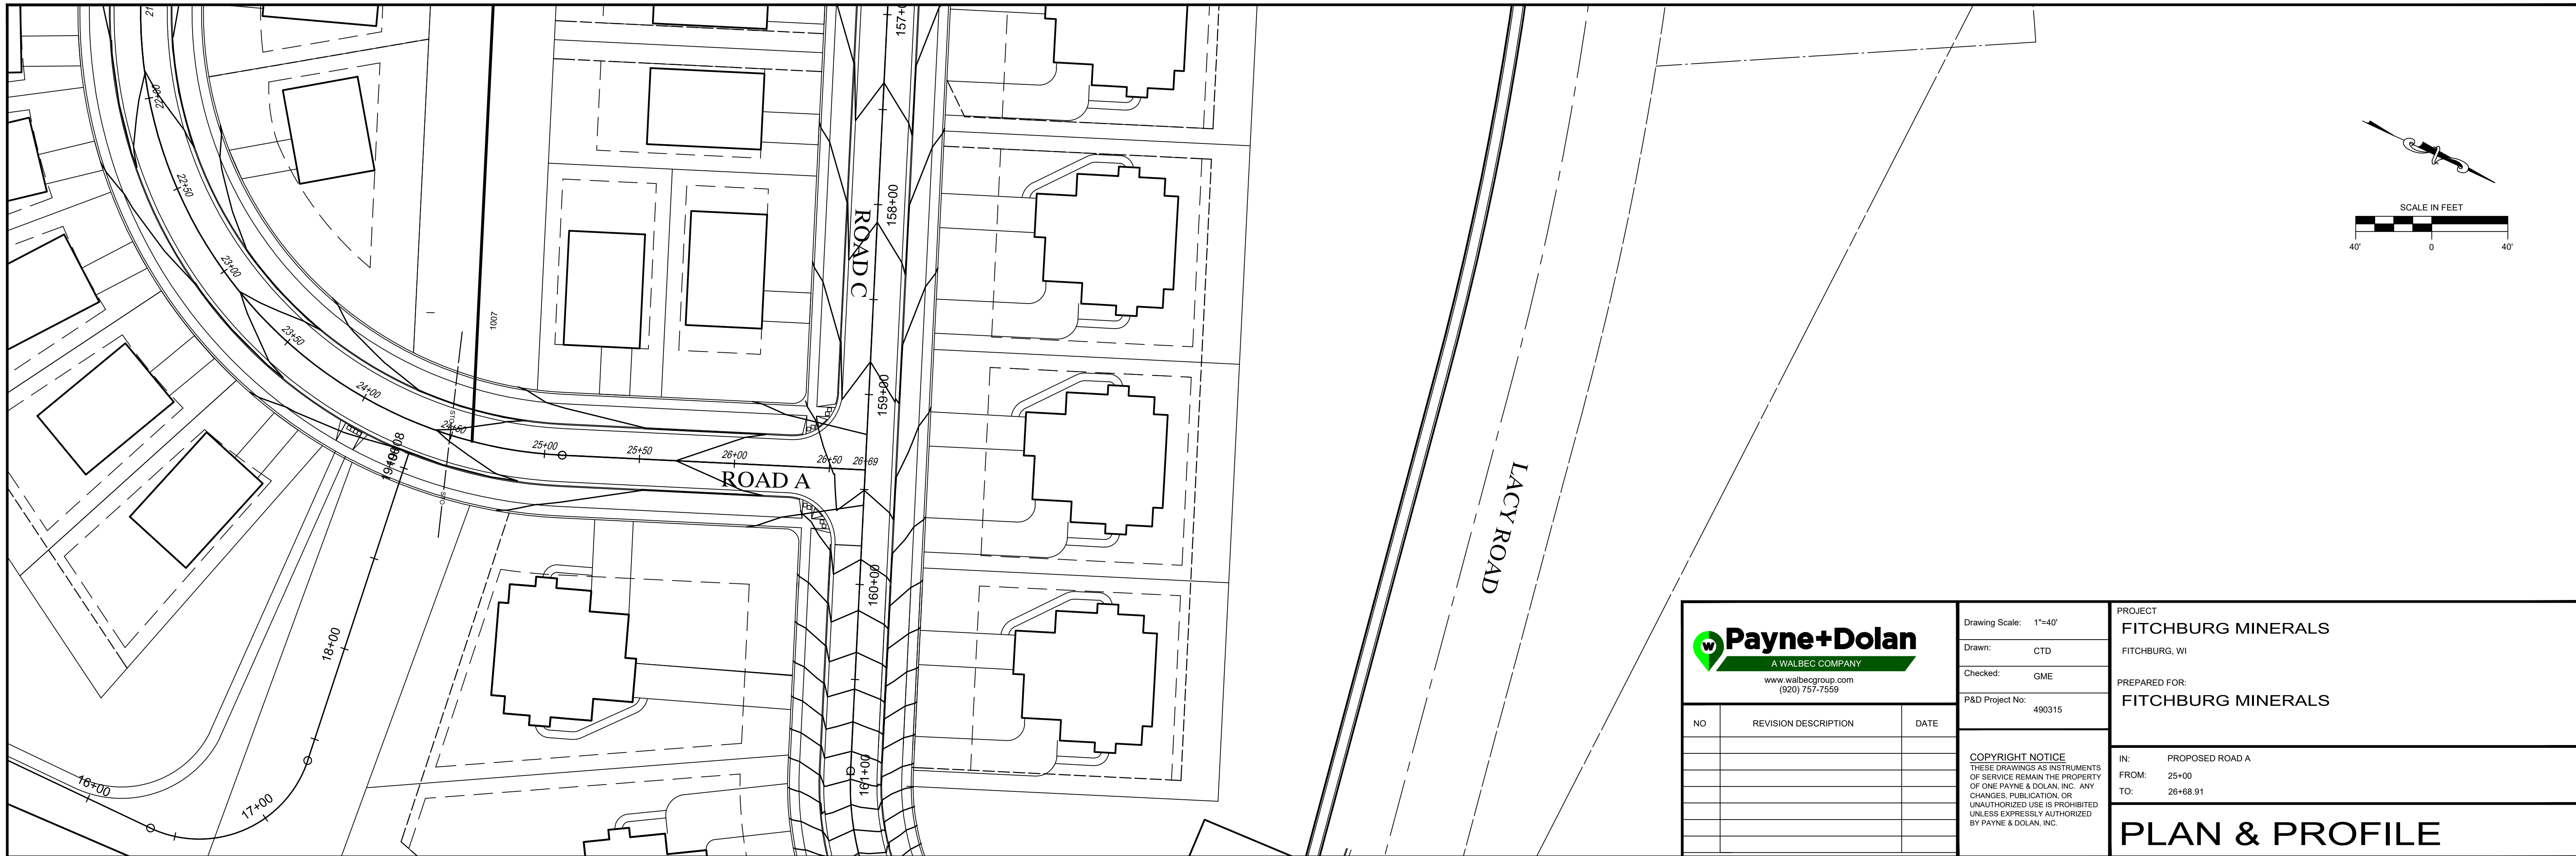 21
22+00
22+50
23+00
23+50
24+00
24+50
25+00
25+50
26+00
26+50
26+69
ROAD A
157+0
158+00
ROAD C
159+00
160+00
161+00
1007
STO
STO
18+00
17+00
16+00
LACY ROAD
SCALE IN FEET
40' 0 40'
Payne+Dolan
A WALBEC COMPANY
www.walbecgroup.com
(920) 757-7559
NO REVISION DESCRIPTION DATE
Drawing Scale: 1"=40'
Drawn: CTD
Checked: GME
P&D Project No:
490315
COPYRIGHT NOTICE
THESE DRAWINGS AS INSTRUMENTS
OF SERVICE REMAIN THE PROPERTY
OF ONE PAYNE & DOLAN, INC. ANY
CHANGES, PUBLICATION, OR
UNAUTHORIZED USE IS PROHIBITED
UNLESS EXPRESSLY AUTHORIZED
BY PAYNE & DOLAN, INC.
PROJECT
FITCHBURG MINERALS
FITCHBURG, WI
PREPARED FOR:
FITCHBURG MINERALS
IN: PROPOSED ROAD A
FROM: 25+00
TO: 26+68.91
PLAN & PROFILE